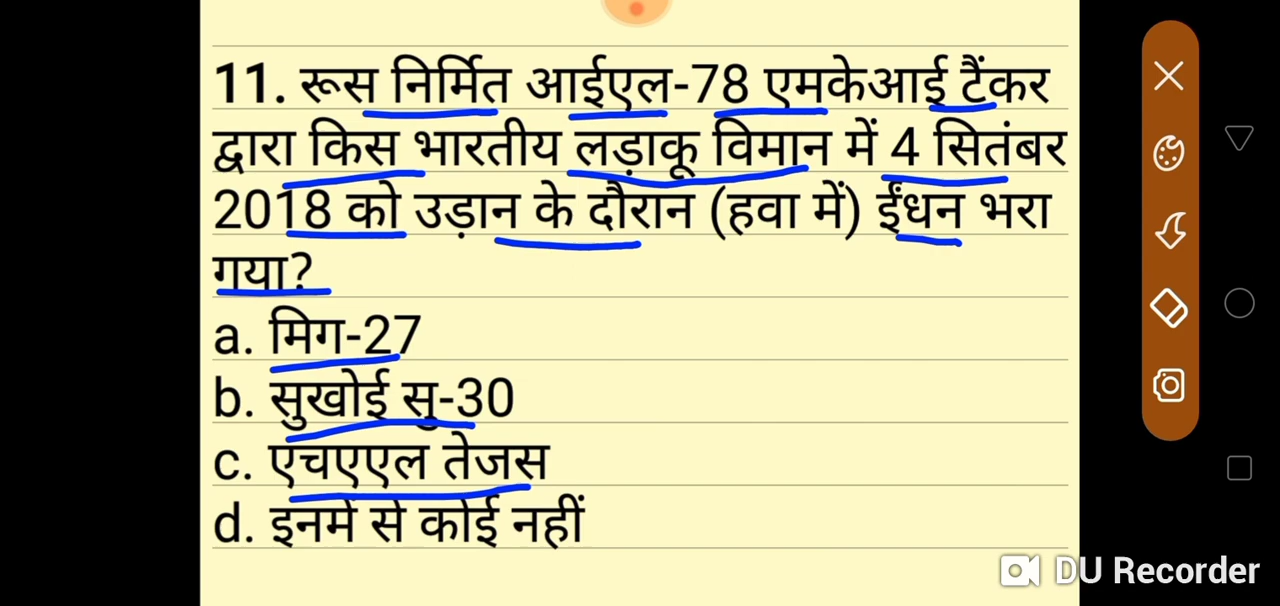 11. रूस निर्मित आईएल-78 एमकेआई टैंकर
द्वारा किस भारतीय लड़ाकू विमान में 4 सितंबर
2018 को उड़ान के दौरान (हवा में) ईंधन भरा
गया?
a. मिग-27
b. सुखोई सु-30
c. एचएएल तेजस
d. इनमें से कोई नहीं
DU Recorder